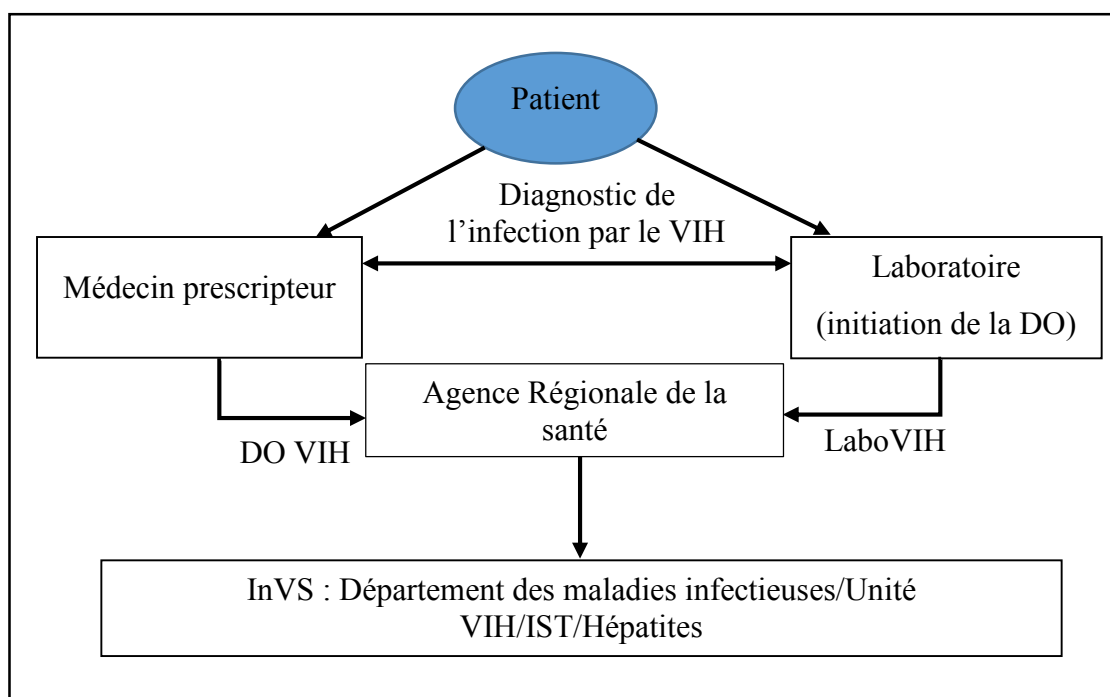 Patient
Diagnostic de
l’infection par le VIH
Médecin prescripteur
Laboratoire
(initiation de la DO)
Agence Régionale de la
santé
DO VIH
LaboVIH
InVS : Département des maladies infectieuses/Unité
VIH/IST/Hépatites